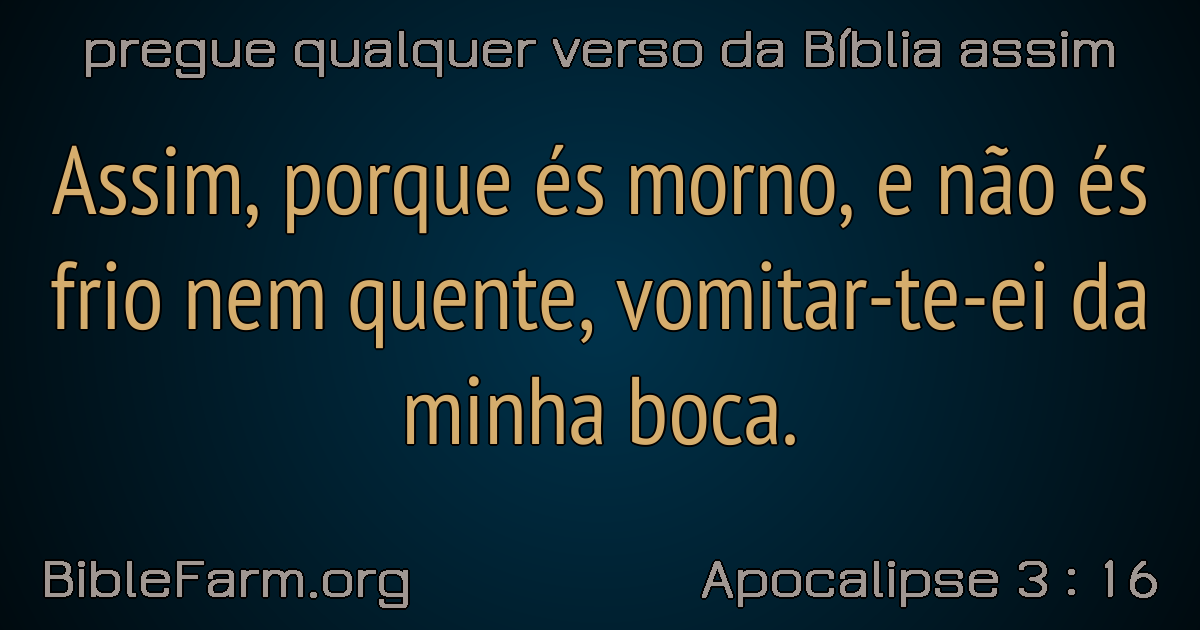 pregue qualquer verso da Bíblia assim
Assim, porque és morno, e não és
frio nem quente, vomitar-te-ei da
minha boca.
BibleFarm.org
Apocalipse 3 : 16